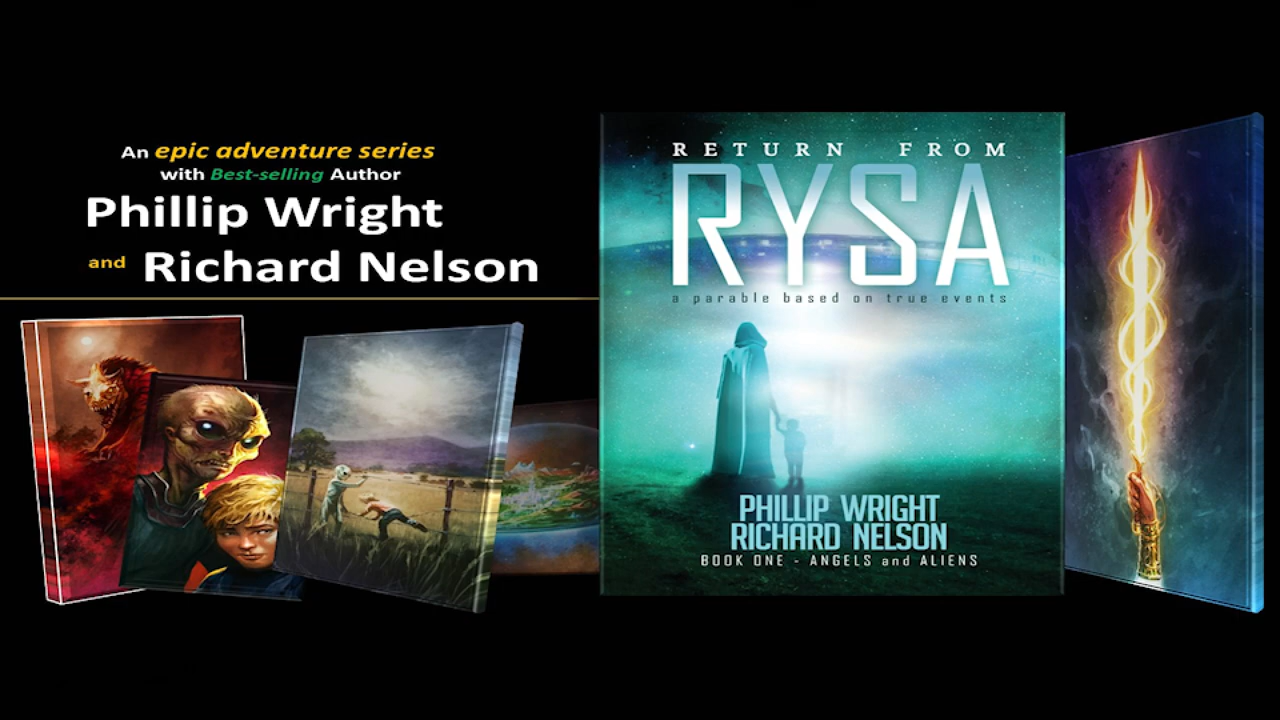 An epic adventure series
with Best-selling Author
Phillip Wright
and Richard Nelson
RETURN FROM
RYSA
a parable based on true events
PHILLIP WRIGHT
RICHARD NELSON
BOOK ONE - ANGELS and ALIENS